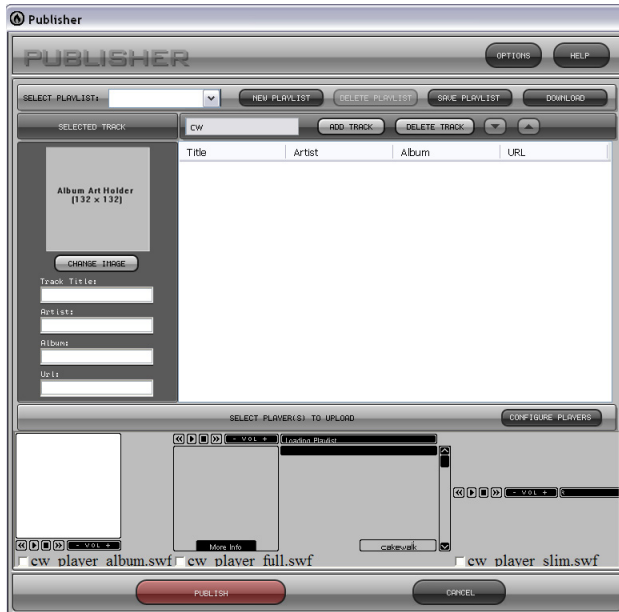 Publisher
PUBLISHER
OPTIONS HELP
SELECT PLAYLIST: NEW PLAYLIST DELETE PLAYLIST SAVE PLAYLIST DOWNLOAD
SELECTED TRACK cw ADD TRACK DELETE TRACK
Title Artist Album URL
Album Art Holder
(132 x 132)
CHANGE IMAGE
Track Title:
Artist:
Album:
Url:
SELECT PLAYER(S) TO UPLOAD CONFIGURE PLAYERS
- VOL + Loading Playlist
- VOL +
- VOL + More Info cakewalk
cw_player_album.swf cw_player_full.swf cw_player_slim.swf
PUBLISH CANCEL